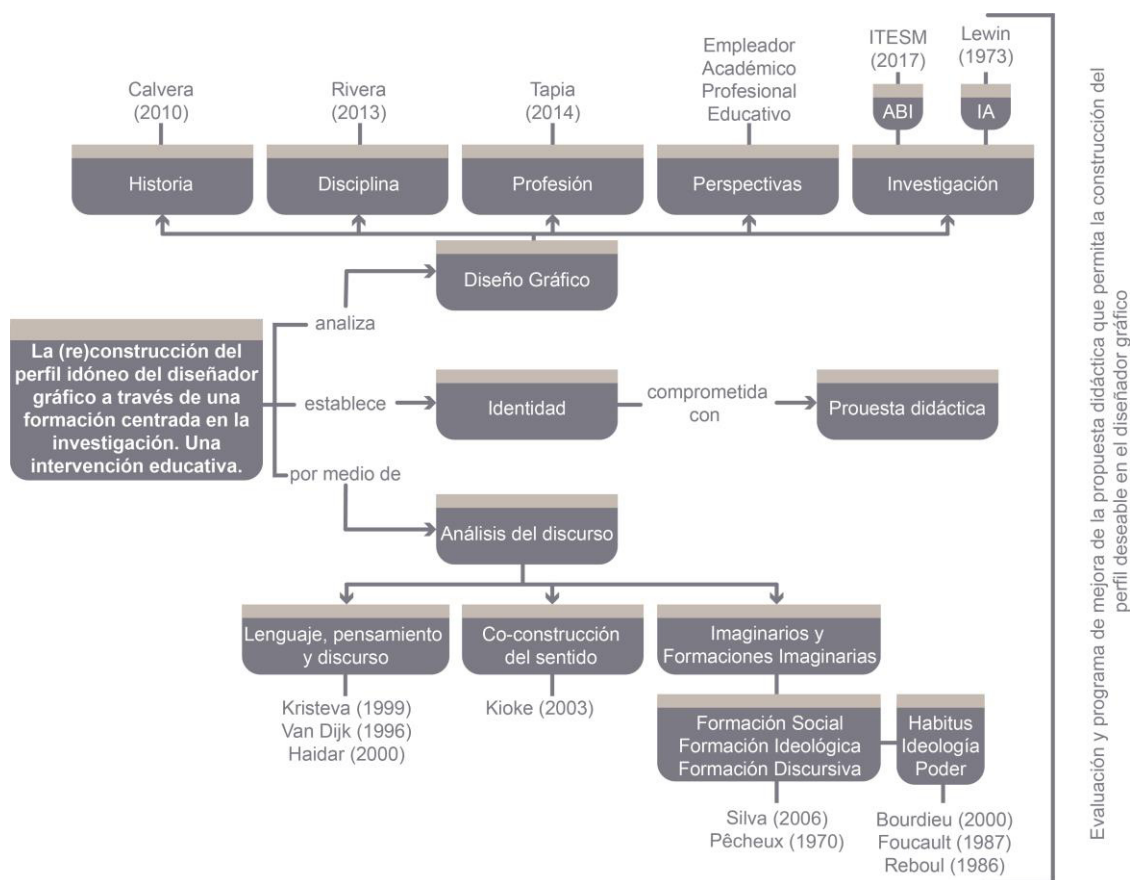 Calvera
(2010)
Rivera
(2013)
Tapia
(2014)
Empleador
Académico
Profesional
Educativo
ITESM
(2017)
Lewin
(1973)
ABI
IA
Historia
Disciplina
Profesión
Perspectivas
Investigación
Diseño Gráfico
analiza
La (re)construcción del
perfil idóneo del diseñador
gráfico a través de una
formación centrada en la
investigación. Una
intervención educativa.
establece
Identidad
comprometida
con
Prouesta didáctica
por medio de
Análisis del discurso
Lenguaje, pensamiento
y discurso
Co-construcción
del sentido
Imaginarios y
Formaciones Imaginarias
Kristeva (1999)
Van Dijk (1996)
Haidar (2000)
Kioke (2003)
Formación Social
Formación Ideológica
Formación Discursiva
Habitus
Ideología
Poder
Silva (2006)
Pêcheux (1970)
Bourdieu (2000)
Foucault (1987)
Reboul (1986)
Evaluación y programa de mejora de la propuesta didáctica que permita la construcción del
perfil deseable en el diseñador gráfico